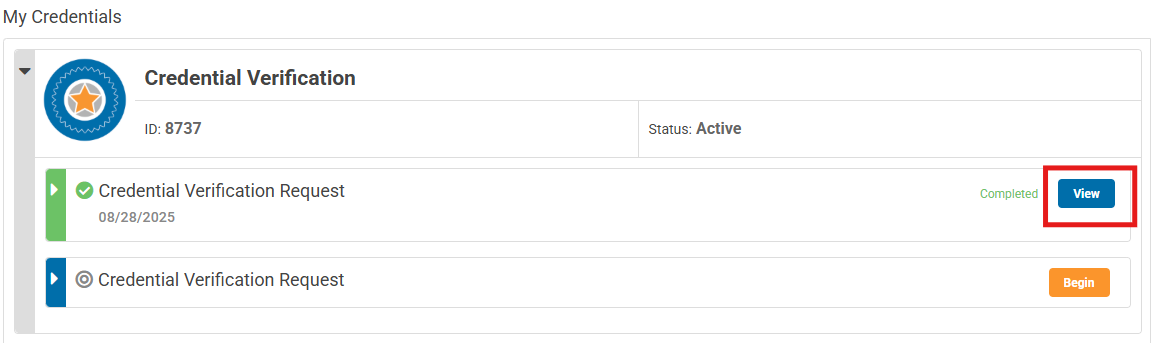 My Credentials
Credential Verification
ID: 8737
Status: Active
Credential Verification Request
Completed
View
08/28/2025
Credential Verification Request
Begin